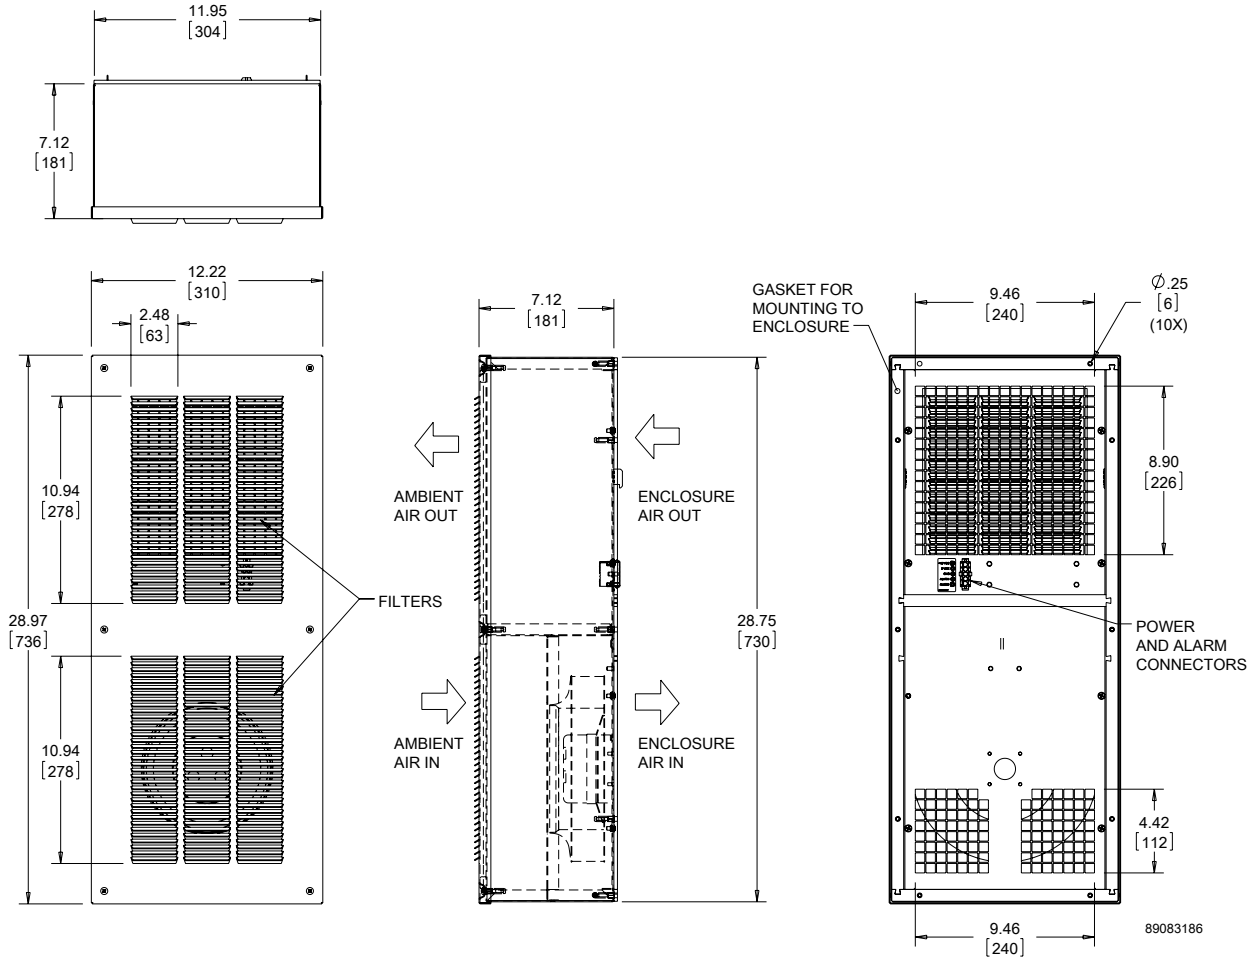 11.95
[304]
7.12
[181]
12.22
[310]
2.48
[63]
10.94
[278]
28.97
[736]
10.94
[278]
FILTERS
7.12
[181]
AMBIENT
AIR OUT
ENCLOSURE
AIR OUT
28.75
[730]
AMBIENT
AIR IN
ENCLOSURE
AIR IN
GASKET FOR
MOUNTING TO
ENCLOSURE
9.46
[240]
Ø.25
[6]
(10X)
8.90
[226]
POWER
AND ALARM
CONNECTORS
4.42
[112]
9.46
[240]
89083186